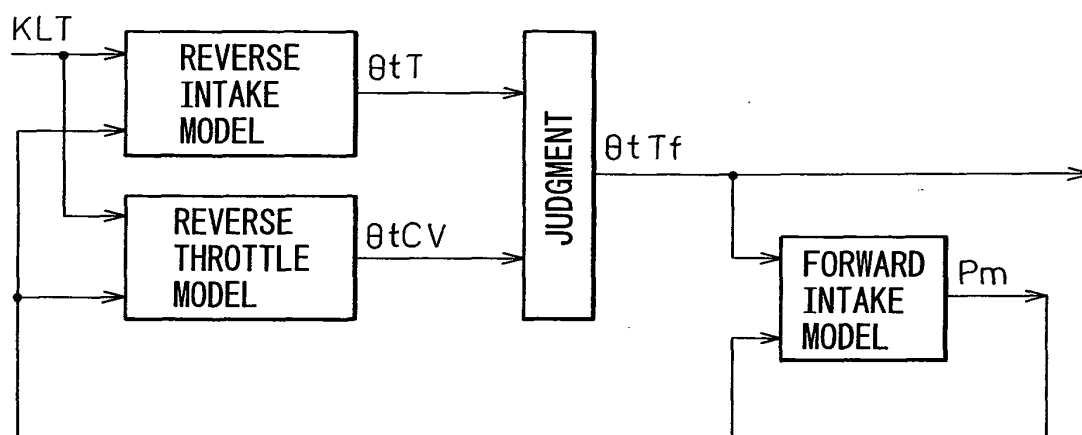 KLT
REVERSE
INTAKE
MODEL
θtT
REVERSE
THROTTLE
MODEL
θtCV
JUDGMENT
θtTf
FORWARD
INTAKE
MODEL
Pm